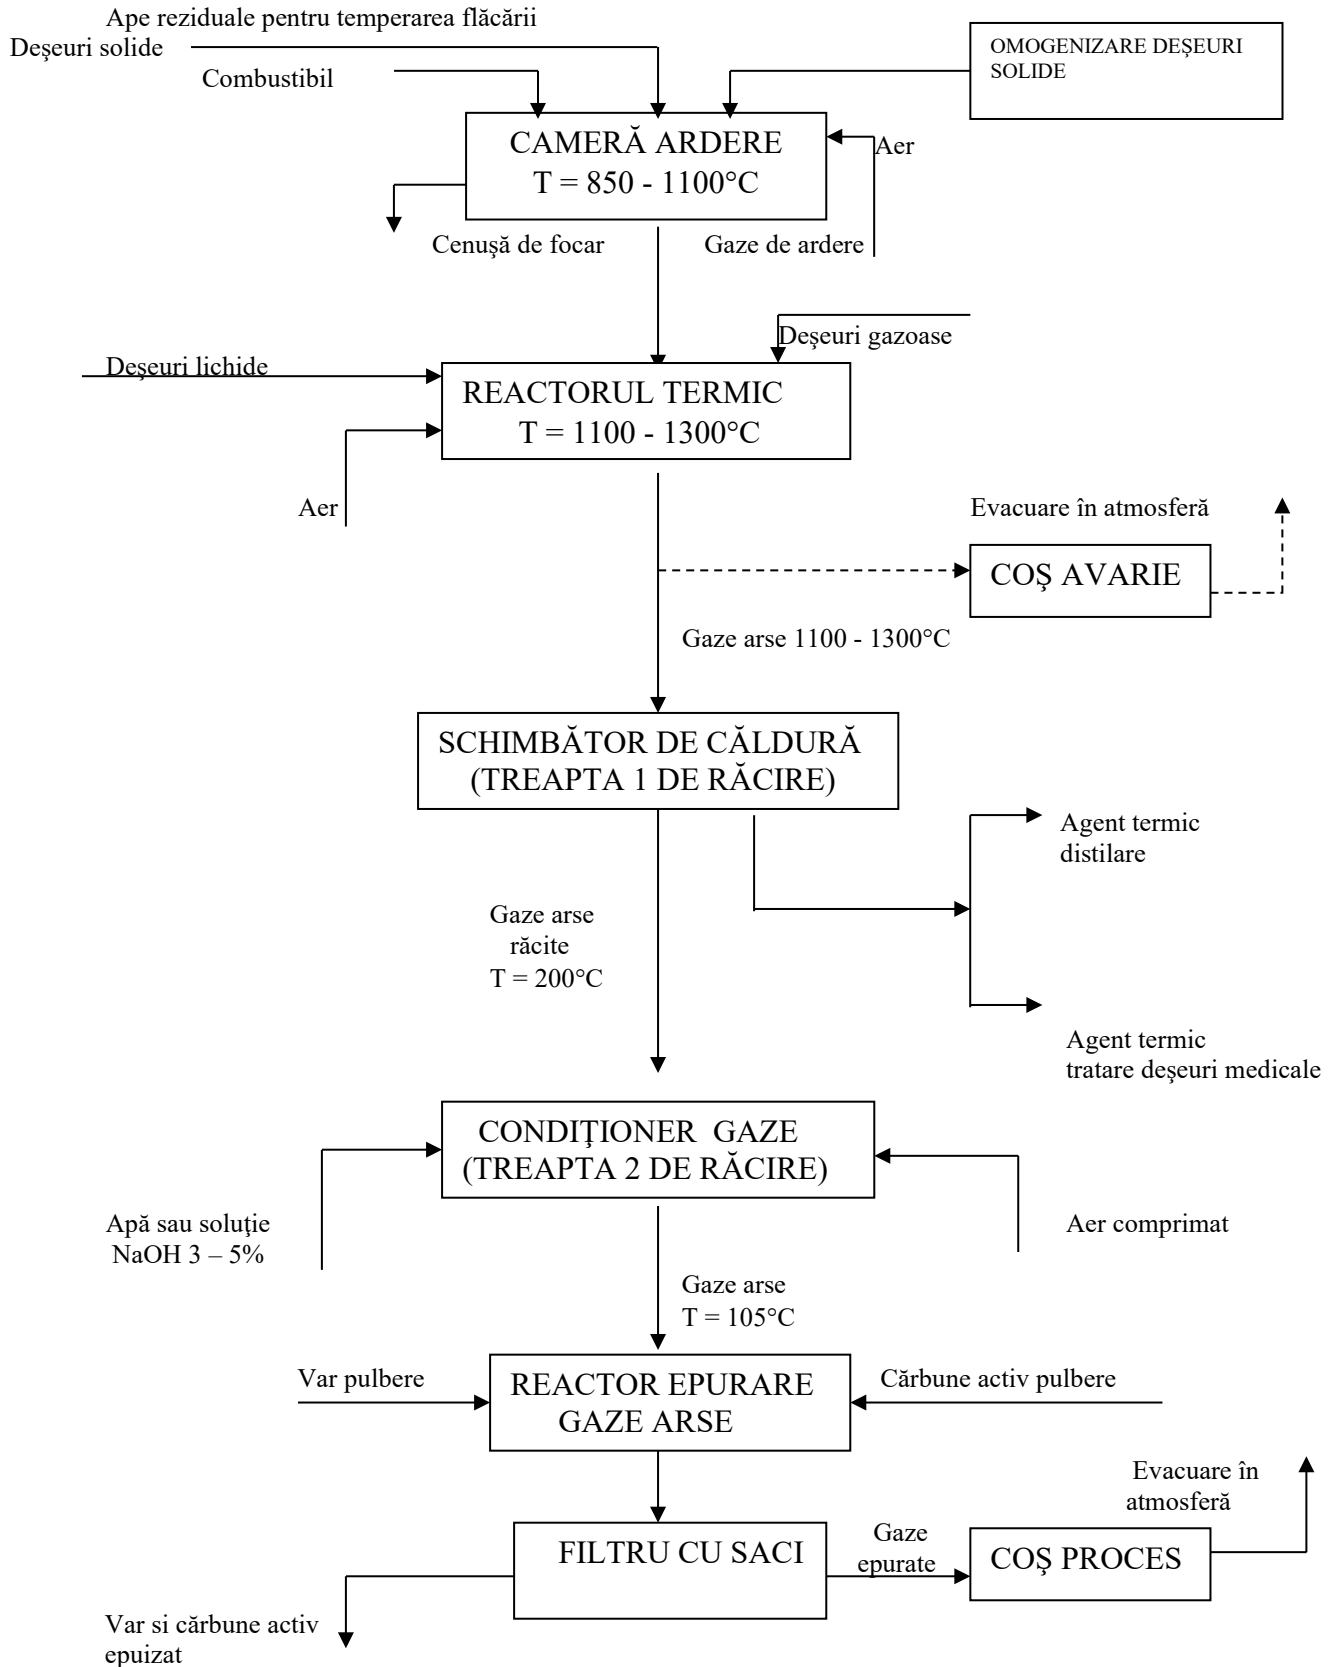 Ape reziduale pentru temperarea flăcării
Deşeuri solide
OMOGENIZARE DEŞEURI
SOLIDE
Combustibil
CAMERĂ ARDERE
T = 850 - 1100°C
Aer
Cenuşă de focar
Gaze de ardere
Deşeuri gazoase
Deşeuri lichide
REACTORUL TERMIC
T = 1100 - 1300°C
Aer
Evacuare în atmosferă
COŞ AVARIE
Gaze arse 1100 - 1300°C
SCHIMBĂTOR DE CĂLDURĂ
(TREAPTA 1 DE RĂCIRE)
Agent termic
distilare
Gaze arse
răcite
T = 200°C
Agent termic
tratare deşeuri medicale
CONDIŢIONER  GAZE
(TREAPTA 2 DE RĂCIRE)
Apă sau soluţie
NaOH 3 – 5%
Aer comprimat
Gaze arse
T = 105°C
Var pulbere
REACTOR EPURARE
GAZE ARSE
Cărbune activ pulbere
Evacuare în
atmosferă
FILTRU CU SACI
Gaze
epurate
COŞ PROCES
Var si cărbune activ
epuizat